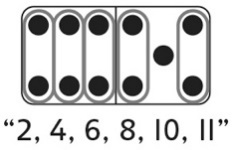 “2, 4, 6, 8, 10, 11”